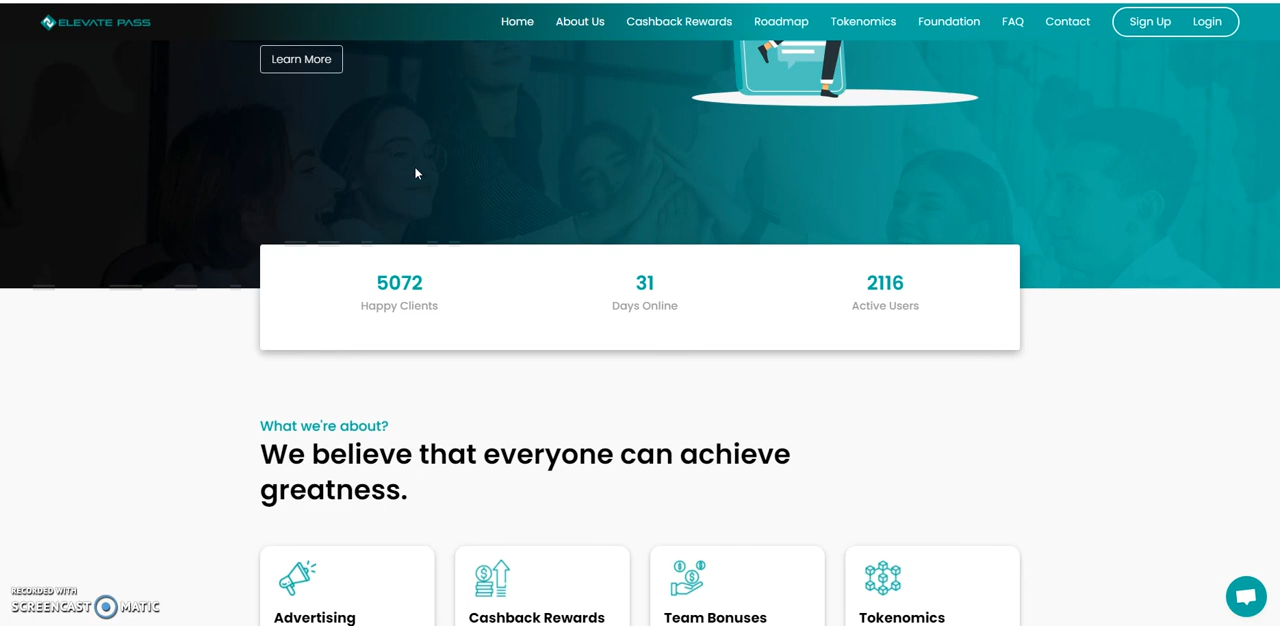 ELEVATE PASS
Home About Us Cashback Rewards Roadmap Tokenomics Foundation FAQ Contact Sign Up Login
Learn More
5072 31 2116
Happy Clients Days Online Active Users
What we're about?
We believe that everyone can achieve
greatness.
Advertising Cashback Rewards Team Bonuses Tokenomics
RECORDED WITH
SCREENCAST MATIC